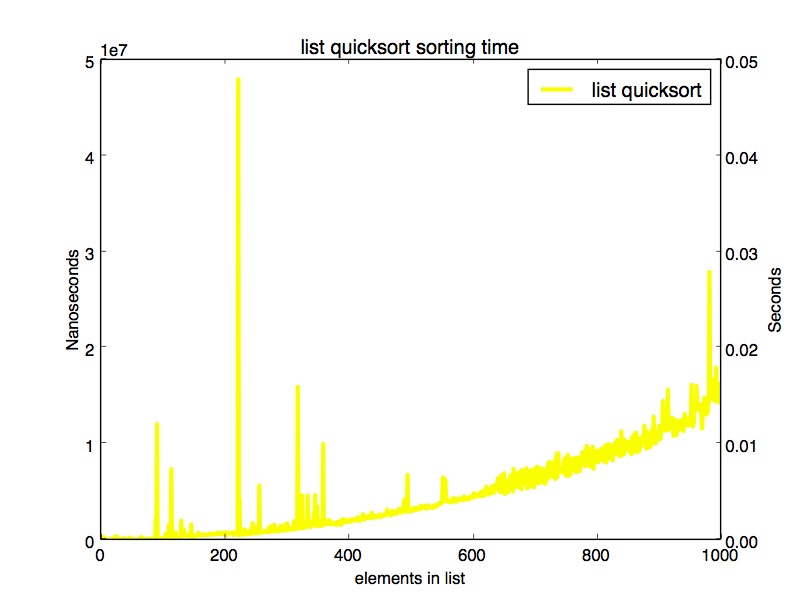 list quicksort sorting time
1e7
list quicksort
5
4
3
2
1
0
Nanoseconds
0.05
0.04
0.03
0.02
0.01
0.00
Seconds
0 200 400 600 800 1000
elements in list